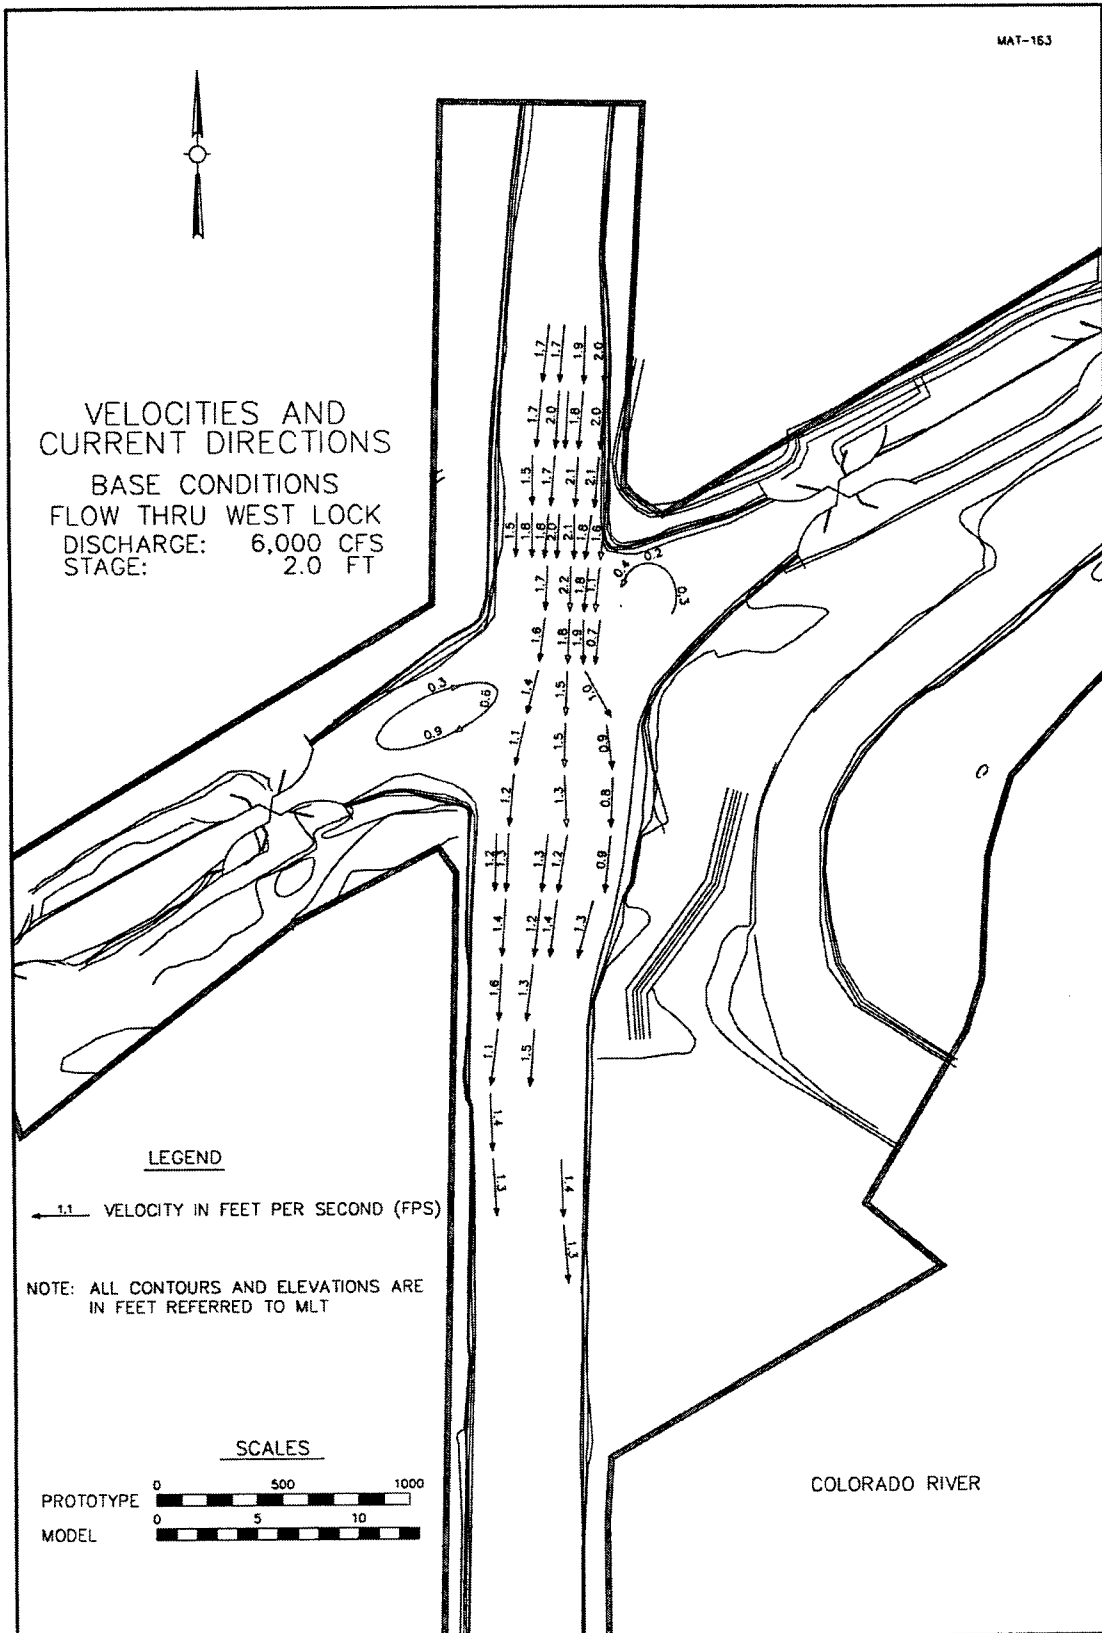 MAT-163
VELOCITIES AND
CURRENT DIRECTIONS
BASE CONDITIONS
FLOW THRU WEST LOCK
DISCHARGE: 6,000 CFS
STAGE: 2.0 FT
1.7 1.7 1.9 2.0
1.7 2.0 1.8 2.0
1.5 1.7 2.1 2.1
1.5 1.8 1.8 2.0 2.1 1.8 1.6
0.4 0.2
1.7 2.2 1.8 1.1 0.3
1.6 1.8 1.9 0.7
0.3 0.6 1.4 1.5 1.0
0.9 1.1 1.5 0.9
1.2 1.3 0.8
1.2 1.3 1.3 1.2 0.9
1.4 1.2 1.4 1.3
1.6 1.3
1.1 1.5
1.4
1.3 1.4
1.3
LEGEND
1.1 VELOCITY IN FEET PER SECOND (FPS)
NOTE: ALL CONTOURS AND ELEVATIONS ARE
IN FEET REFERRED TO MLT
SCALES
0 500 1000
PROTOTYPE
0 5 10
MODEL
COLORADO RIVER